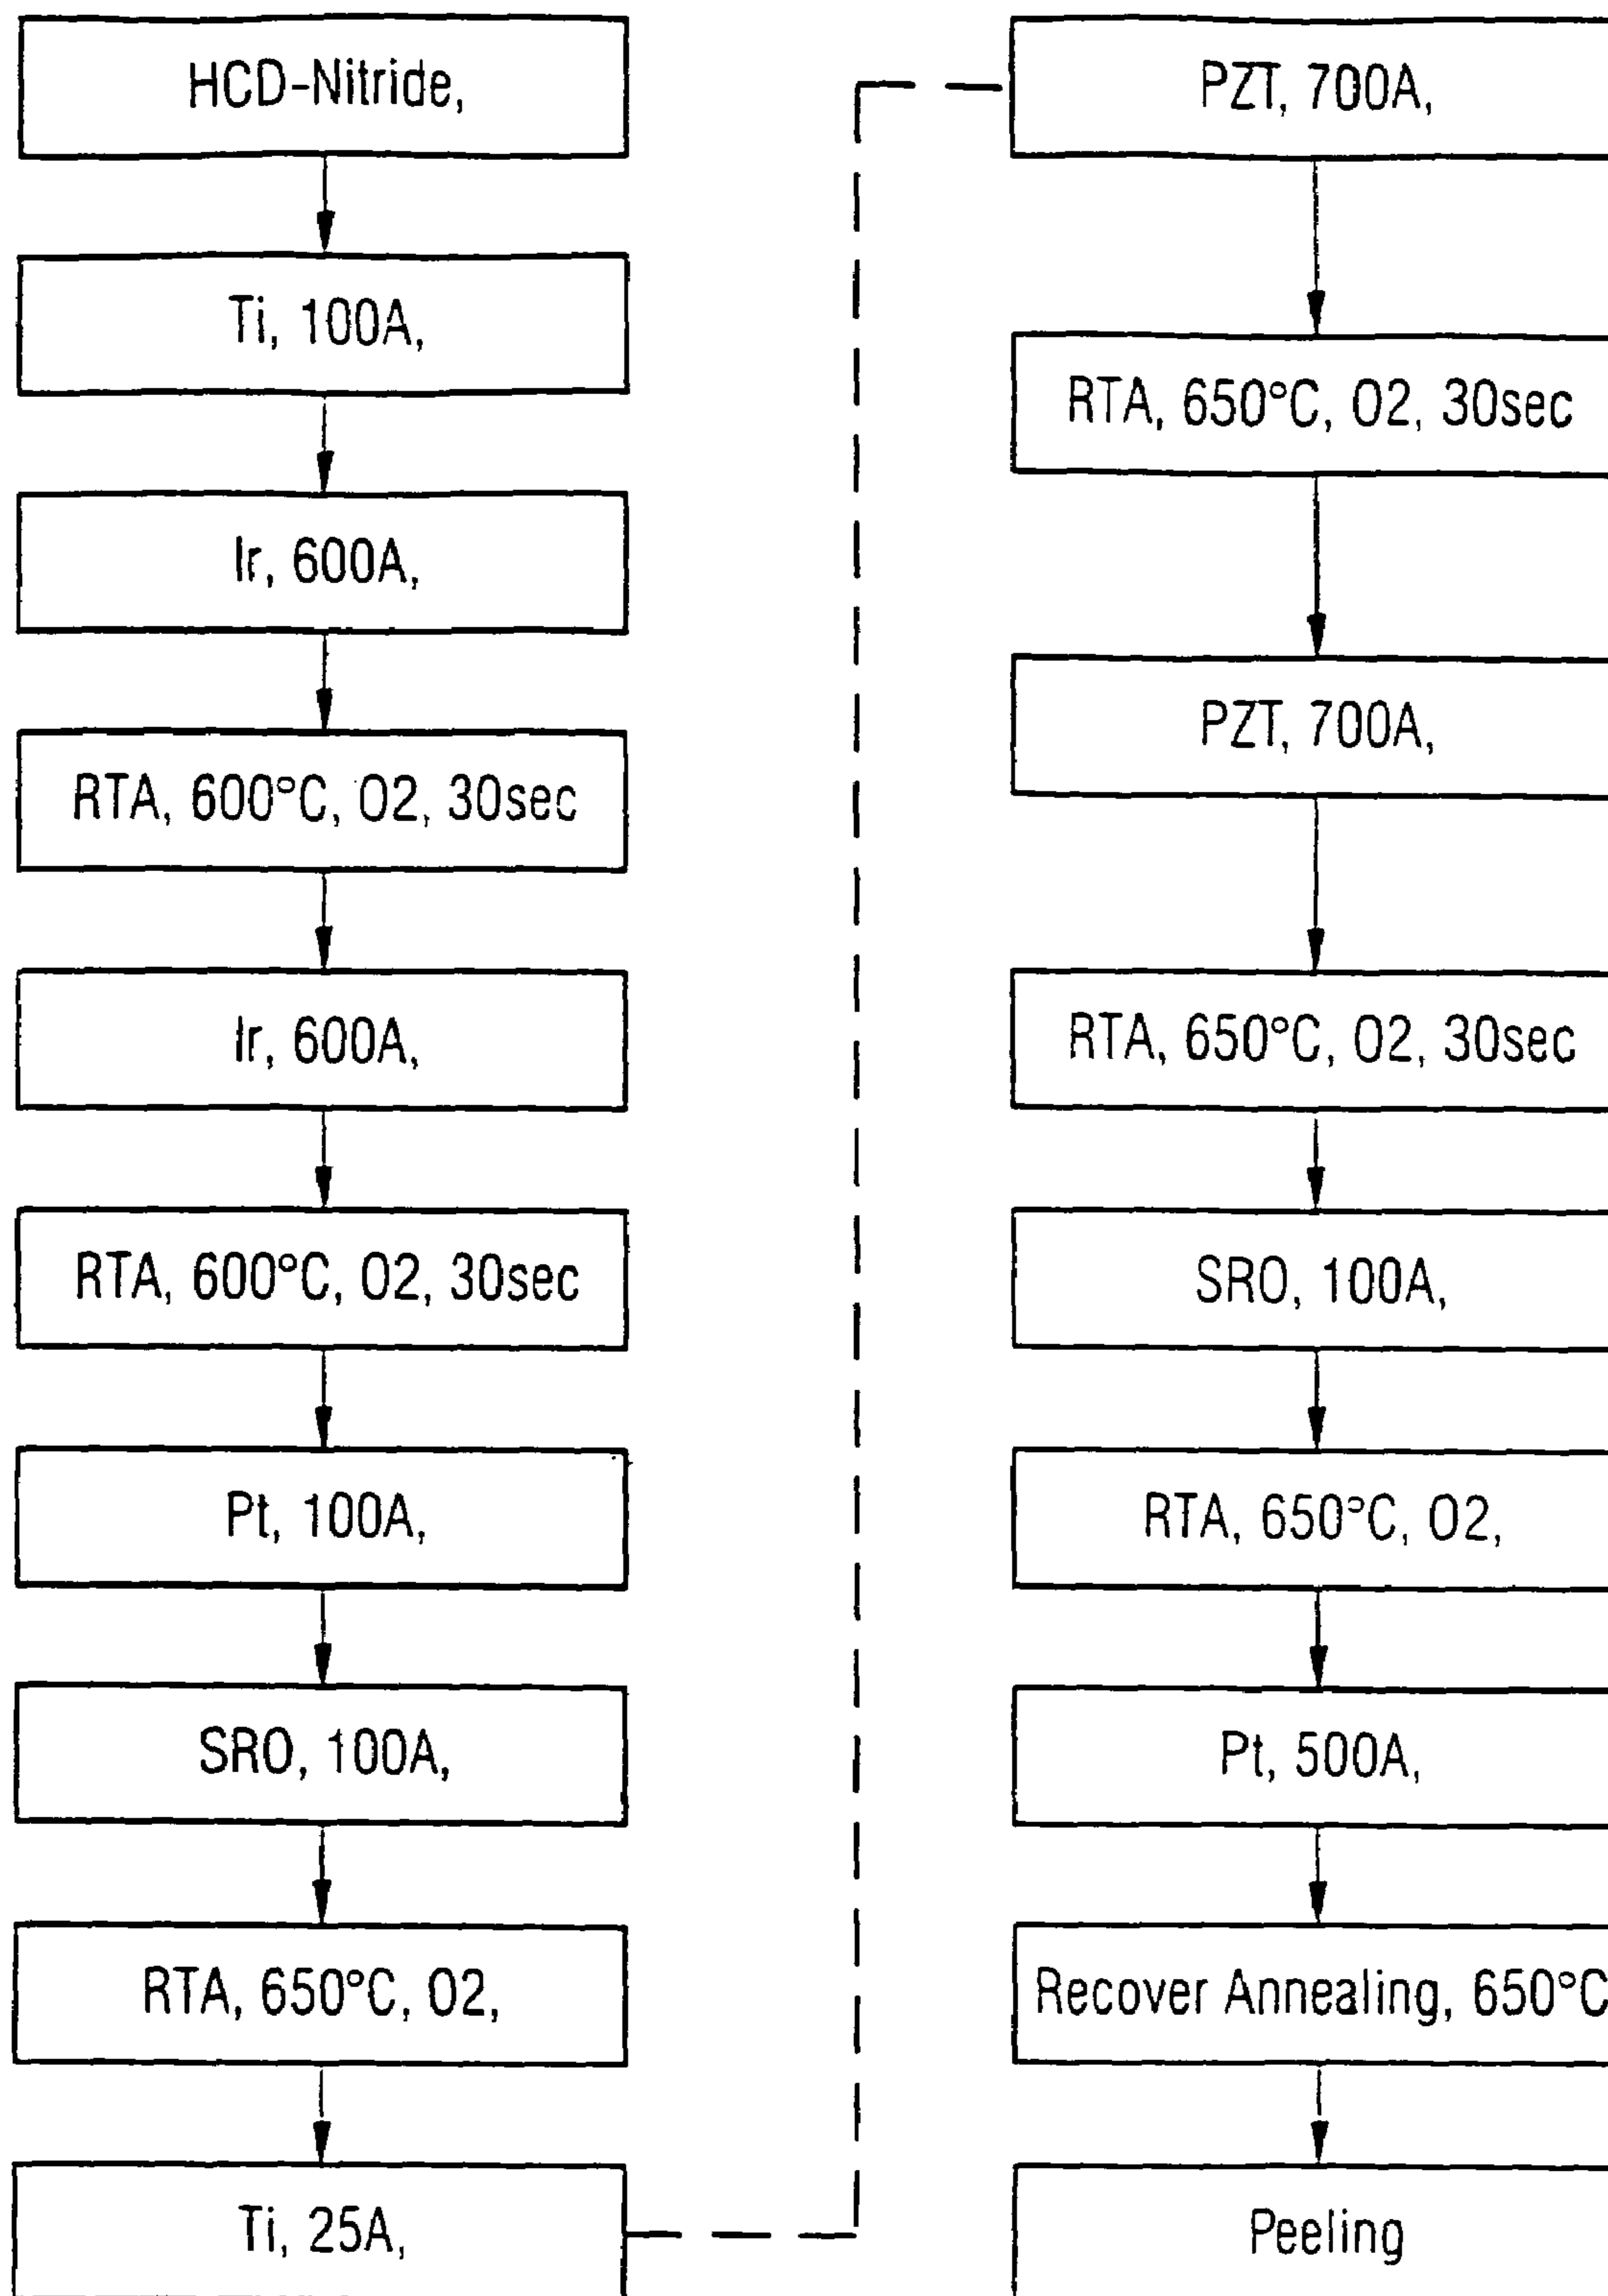 HCD-Nitride,
Ti, 100A,
Ir, 600A,
RTA, 600°C, O2, 30sec
Ir, 600A,
RTA, 600°C, O2, 30sec
Pt, 100A,
SRO, 100A,
RTA, 650°C, O2,
Ti, 25A,
PZT, 700A,
RTA, 650°C, O2, 30sec
PZT, 700A,
RTA, 650°C, O2, 30sec
SRO, 100A,
RTA, 650°C, O2,
Pt, 500A,
Recover Annealing, 650°C
Peeling